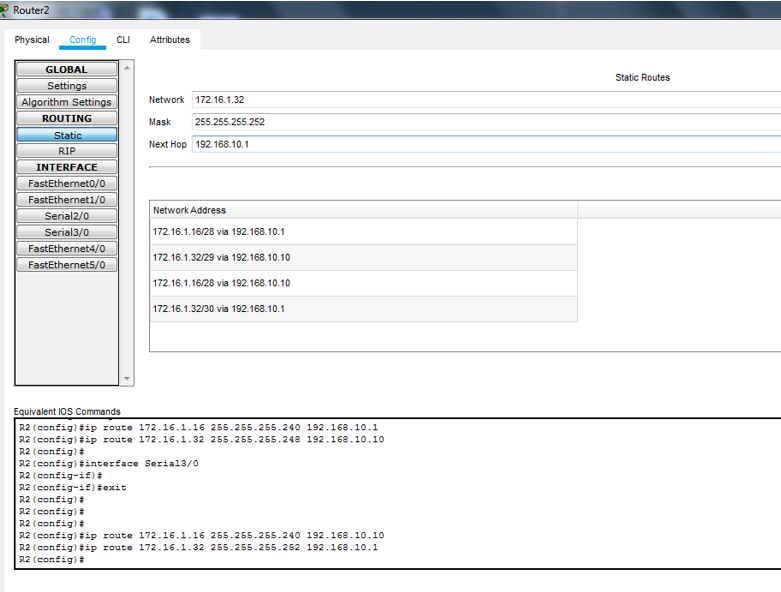 Router2
Physical Config CLI Attributes
GLOBAL
Settings
Algorithm Settings
ROUTING
Static
RIP
INTERFACE
FastEthernet0/0
FastEthernet1/0
Serial2/0
Serial3/0
FastEthernet4/0
FastEthernet5/0
Static Routes
Network 172.16.1.32
Mask 255.255.255.252
Next Hop 192.168.10.1
Network Address
172.16.1.16/28 via 192.168.10.1
172.16.1.32/29 via 192.168.10.10
172.16.1.16/28 via 192.168.10.10
172.16.1.32/30 via 192.168.10.1
Equivalent IOS Commands
R2(config)#ip route 172.16.1.16 255.255.255.240 192.168.10.1
R2(config)#ip route 172.16.1.32 255.255.255.248 192.168.10.10
R2(config)#
R2(config)#interface Serial3/0
R2(config-if)#
R2(config-if)#exit
R2(config)#
R2(config)#
R2(config)#
R2(config)#ip route 172.16.1.16 255.255.255.240 192.168.10.10
R2(config)#ip route 172.16.1.32 255.255.255.252 192.168.10.1
R2(config)#